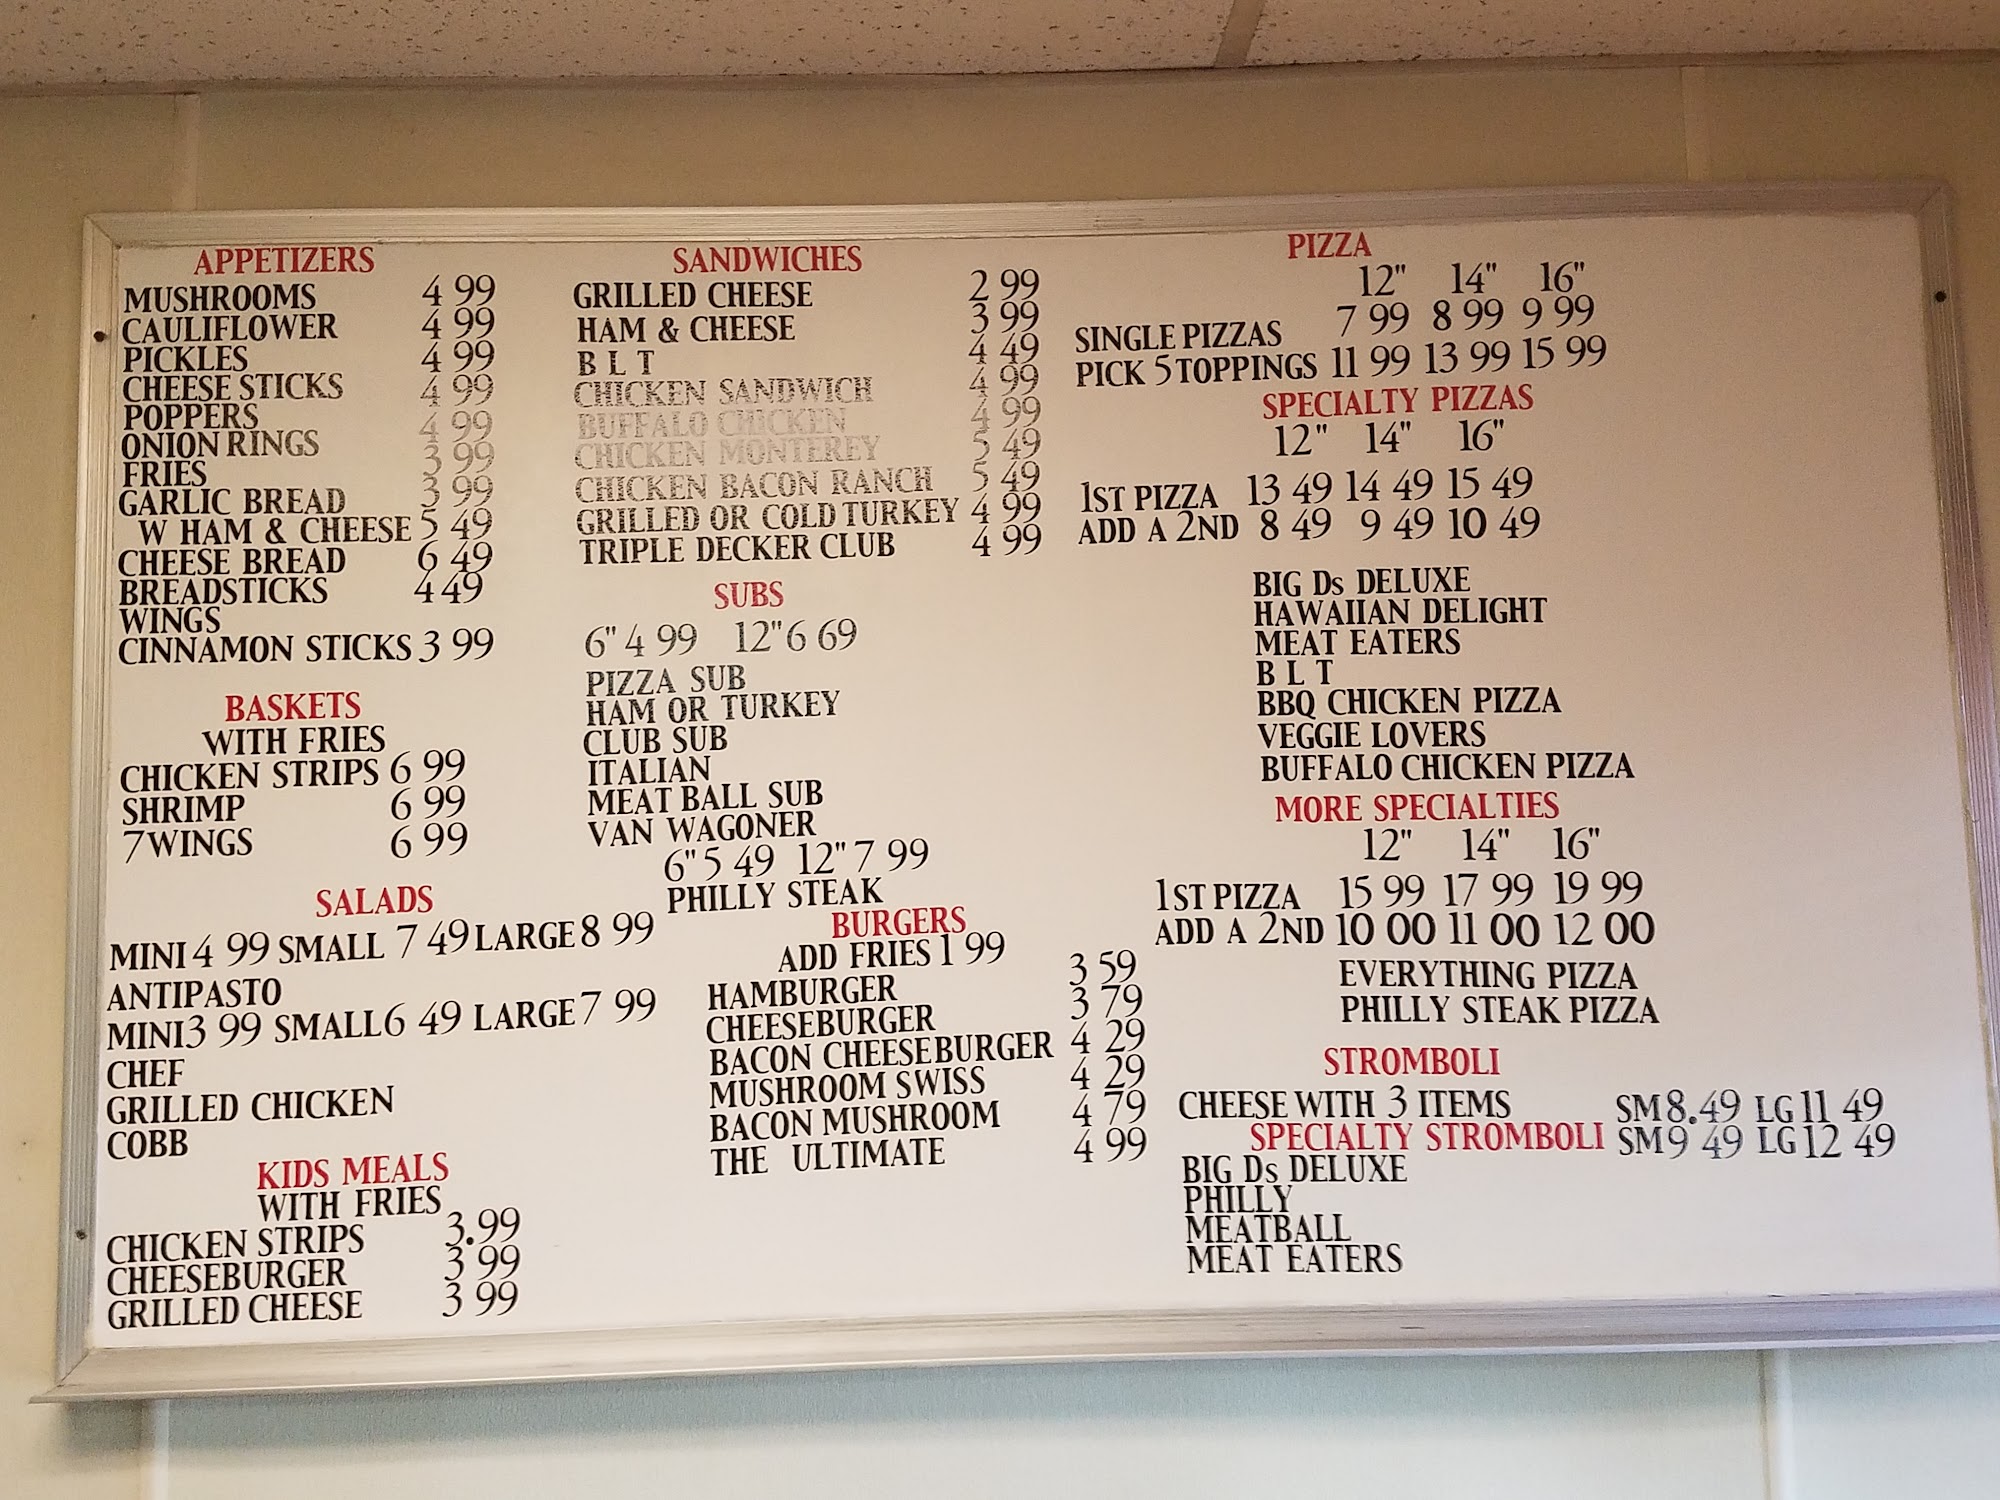 APPETIZERS
MUSHROOMS 4 99
CAULIFLOWER 4 99
PICKLES 4 99
CHEESE STICKS 4 99
POPPERS 4 99
ONION RINGS 3 99
FRIES 3 99
GARLIC BREAD
W HAM & CHEESE 5 49
CHEESE BREAD 6 49
BREADSTICKS 4 49
WINGS
CINNAMON STICKS 3 99
BASKETS
WITH FRIES
CHICKEN STRIPS 6 99
SHRIMP 6 99
7 WINGS 6 99
SALADS
MINI 4 99 SMALL 7 49 LARGE 8 99
ANTIPASTO
MINI 3 99 SMALL 6 49 LARGE 7 99
CHEF
GRILLED CHICKEN
COBB
KIDS MEALS
WITH FRIES
CHICKEN STRIPS 3.99
CHEESEBURGER 3 99
GRILLED CHEESE 3 99
SANDWICHES
GRILLED CHEESE 2 99
HAM & CHEESE 3 99
B L T 4 49
CHICKEN SANDWICH 4 99
BUFFALO CHICKEN 4 99
CHICKEN MONTEREY 5 49
CHICKEN BACON RANCH 5 49
GRILLED OR COLD TURKEY 4 99
TRIPLE DECKER CLUB 4 99
SUBS
6" 4 99 12" 6 69
PIZZA SUB
HAM OR TURKEY
CLUB SUB
ITALIAN
MEAT BALL SUB
VAN WAGONER
6" 5 49 12" 7 99
PHILLY STEAK
BURGERS
ADD FRIES 1 99
HAMBURGER 3 59
CHEESEBURGER 3 79
BACON CHEESEBURGER 4 29
MUSHROOM SWISS 4 29
BACON MUSHROOM 4 79
THE ULTIMATE 4 99
PIZZA
12" 14" 16"
SINGLE PIZZAS 7 99 8 99 9 99
PICK 5 TOPPINGS 11 99 13 99 15 99
SPECIALTY PIZZAS
12" 14" 16"
1ST PIZZA 13 49 14 49 15 49
ADD A 2ND 8 49 9 49 10 49
BIG Ds DELUXE
HAWAIIAN DELIGHT
MEAT EATERS
B L T
BBQ CHICKEN PIZZA
VEGGIE LOVERS
BUFFALO CHICKEN PIZZA
MORE SPECIALTIES
12" 14" 16"
1ST PIZZA 15 99 17 99 19 99
ADD A 2ND 10 00 11 00 12 00
EVERYTHING PIZZA
PHILLY STEAK PIZZA
STROMBOLI
CHEESE WITH 3 ITEMS SM 8.49 LG 11 49
SPECIALTY STROMBOLI SM 9 49 LG 12 49
BIG Ds DELUXE
PHILLY
MEATBALL
MEAT EATERS